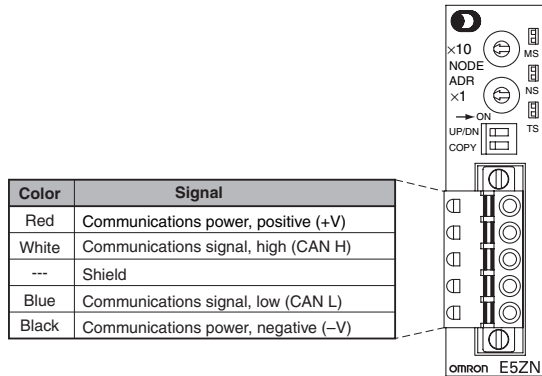 ×10
MS
NODE
ADR
NS
×1
ON
TS
UP/DN
COPY
Color Signal
Red Communications power, positive (+V)
White Communications signal, high (CAN H)
--- Shield
Blue Communications signal, low (CAN L)
Black Communications power, negative (–V)
OMRON E5ZN